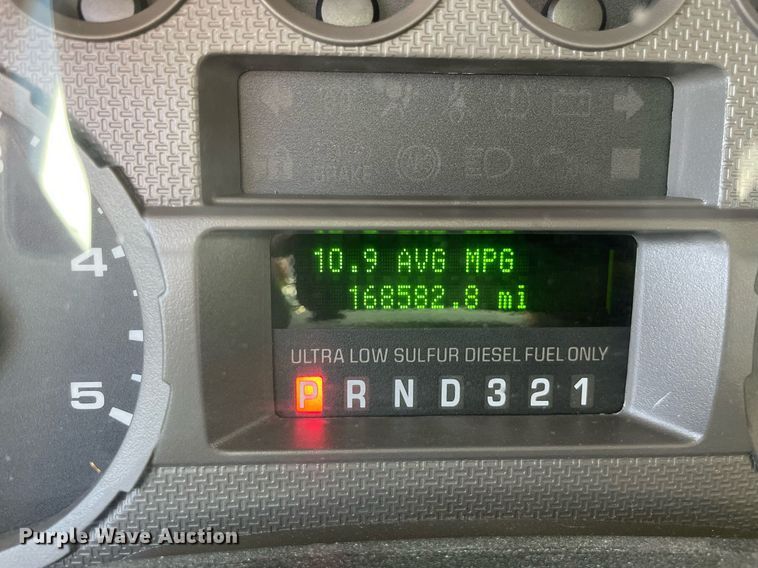 BRAKE
4
10.9 AVG MPG
168582.8 mi
ULTRA LOW SULFUR DIESEL FUEL ONLY
5
P R N D 3 2 1
Purple Wave Auction